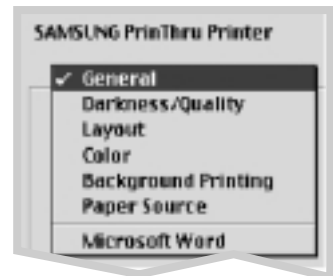 SAMSUNG PrinThru Printer
✓ General
Darkness/Quality
Layout
Color
Background Printing
Paper Source
Microsoft Word